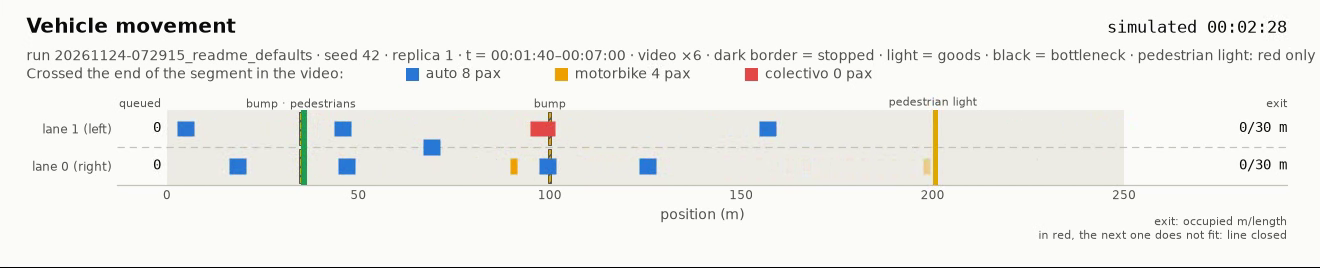 Vehicle movement
simulated 00:02:28
run 20261124-072915_readme_defaults · seed 42 · replica 1 · t = 00:01:40–00:07:00 · video ×6 · dark border = stopped · light = goods · black = bottleneck · pedestrian light: red only
Crossed the end of the segment in the video: auto 8 pax motorbike 4 pax colectivo 0 pax
queued bump · pedestrians bump pedestrian light exit
lane 1 (left) 0 0/30 m
lane 0 (right) 0 0/30 m
0 50 100 150 200 250
position (m)
exit: occupied m/length
in red, the next one does not fit: line closed